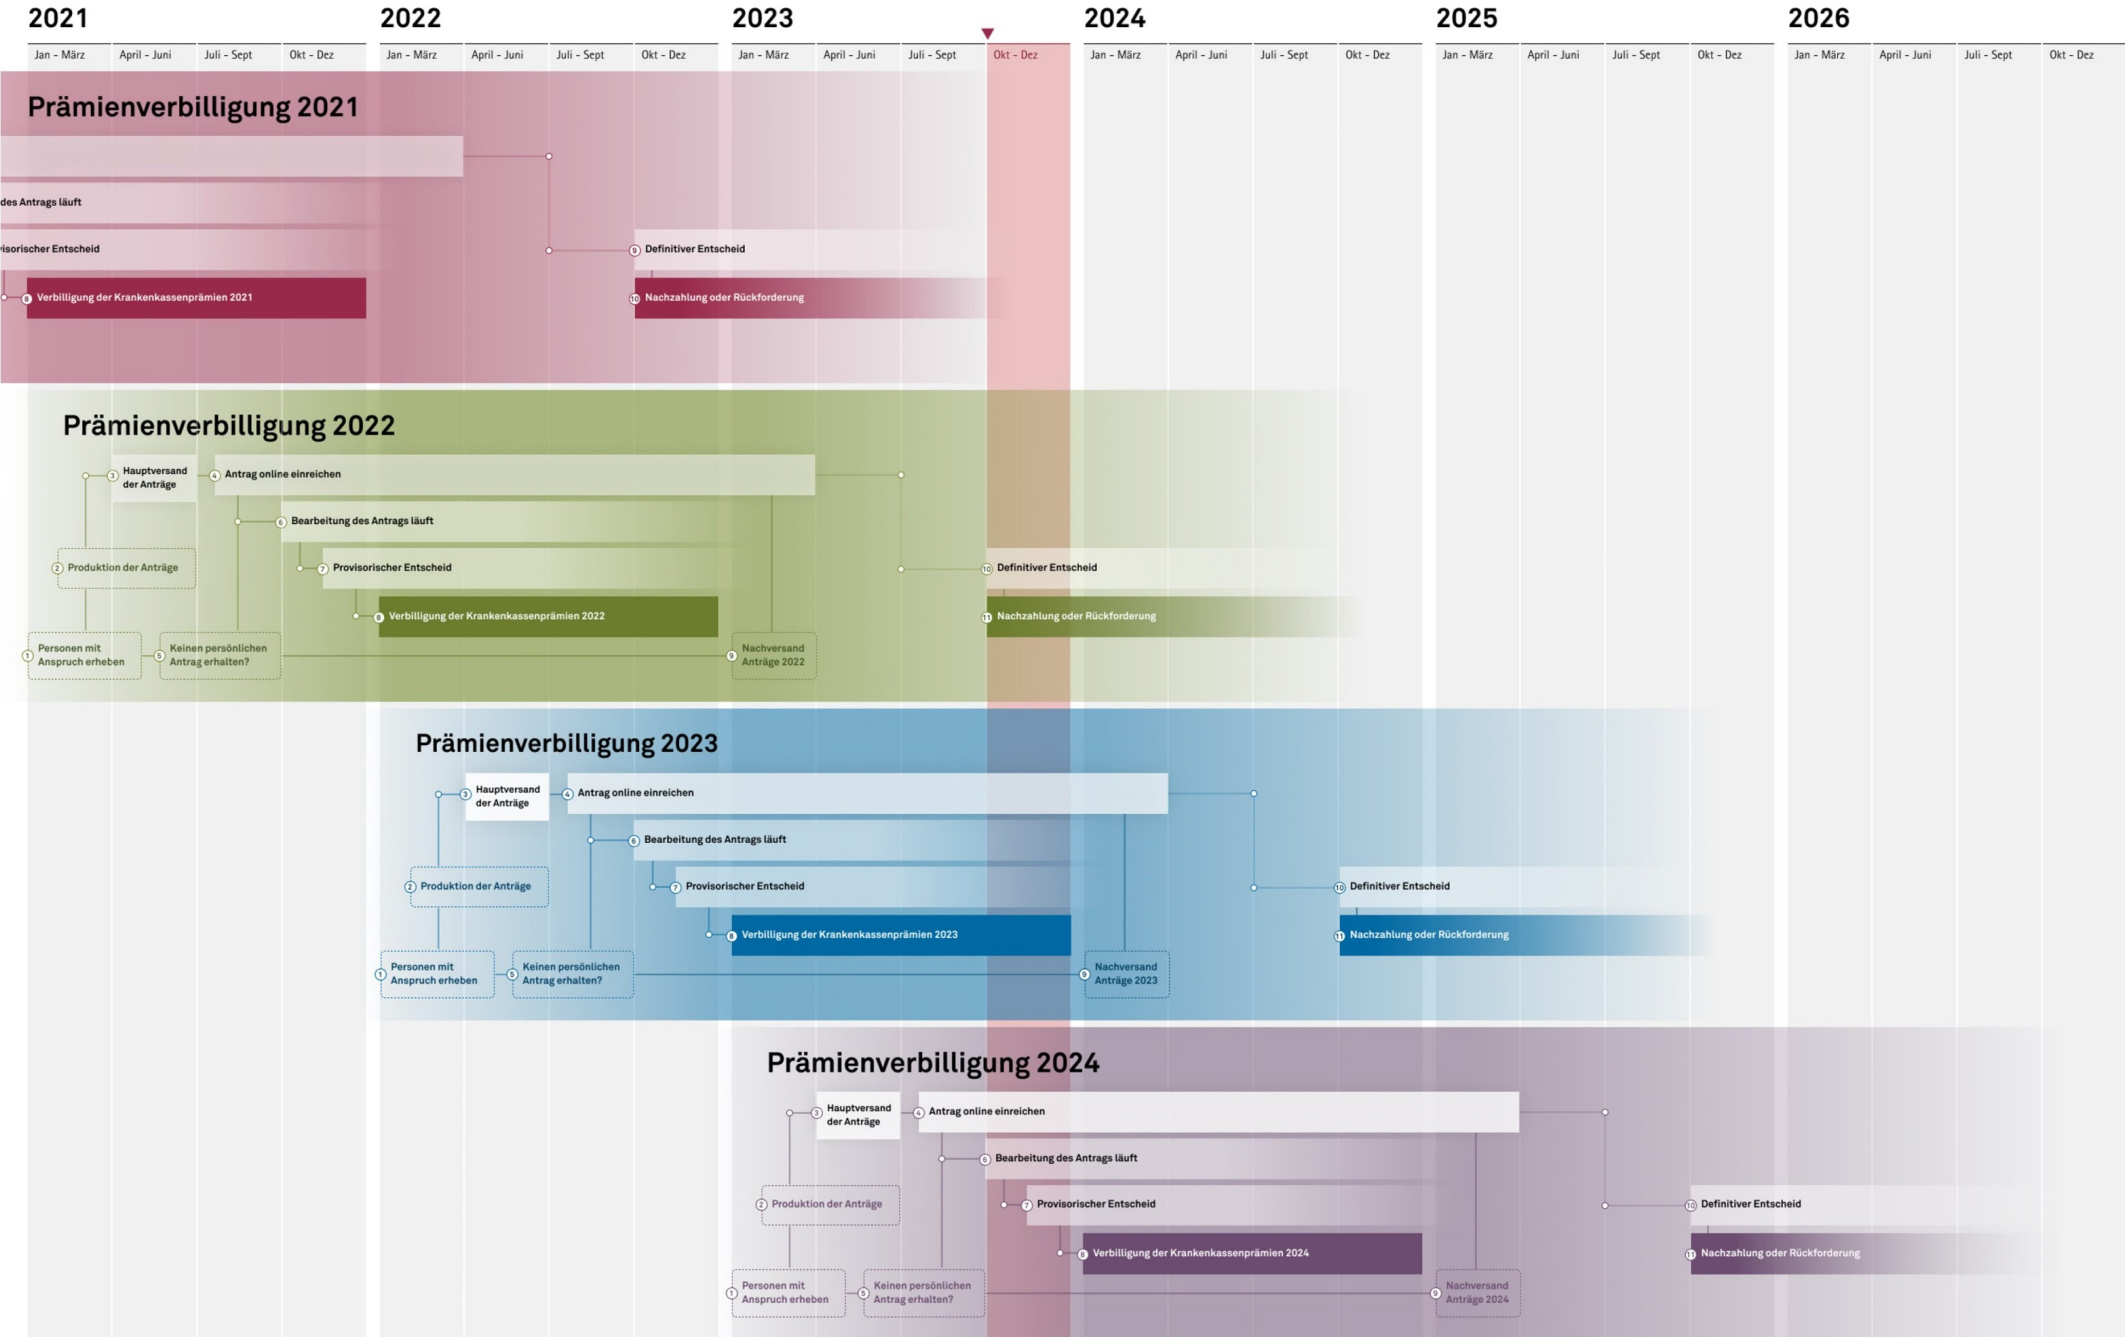 2021
2022
2023
2024
2025
2026
Jan – März
April – Juni
Juli – Sept
Okt – Dez
Jan – März
April – Juni
Juli – Sept
Okt – Dez
Jan – März
April – Juni
Juli – Sept
Okt – Dez
Jan – März
April – Juni
Juli – Sept
Okt – Dez
Jan – März
April – Juni
Juli – Sept
Okt – Dez
Jan – März
April – Juni
Juli – Sept
Okt – Dez
Prämienverbilligung 2021
des Antrags läuft
isorischer Entscheid
9 Definitiver Entscheid
8 Verbilligung der Krankenkassenprämien 2021
10 Nachzahlung oder Rückforderung
Prämienverbilligung 2022
3 Hauptversand
der Anträge
4 Antrag online einreichen
6 Bearbeitung des Antrags läuft
2 Produktion der Anträge
7 Provisorischer Entscheid
10 Definitiver Entscheid
8 Verbilligung der Krankenkassenprämien 2022
11 Nachzahlung oder Rückforderung
1 Personen mit
Anspruch erheben
5 Keinen persönlichen
Antrag erhalten?
9 Nachversand
Anträge 2022
Prämienverbilligung 2023
3 Hauptversand
der Anträge
4 Antrag online einreichen
6 Bearbeitung des Antrags läuft
2 Produktion der Anträge
7 Provisorischer Entscheid
10 Definitiver Entscheid
8 Verbilligung der Krankenkassenprämien 2023
11 Nachzahlung oder Rückforderung
1 Personen mit
Anspruch erheben
5 Keinen persönlichen
Antrag erhalten?
9 Nachversand
Anträge 2023
Prämienverbilligung 2024
3 Hauptversand
der Anträge
4 Antrag online einreichen
6 Bearbeitung des Antrags läuft
2 Produktion der Anträge
7 Provisorischer Entscheid
10 Definitiver Entscheid
8 Verbilligung der Krankenkassenprämien 2024
11 Nachzahlung oder Rückforderung
1 Personen mit
Anspruch erheben
5 Keinen persönlichen
Antrag erhalten?
9 Nachversand
Anträge 2024